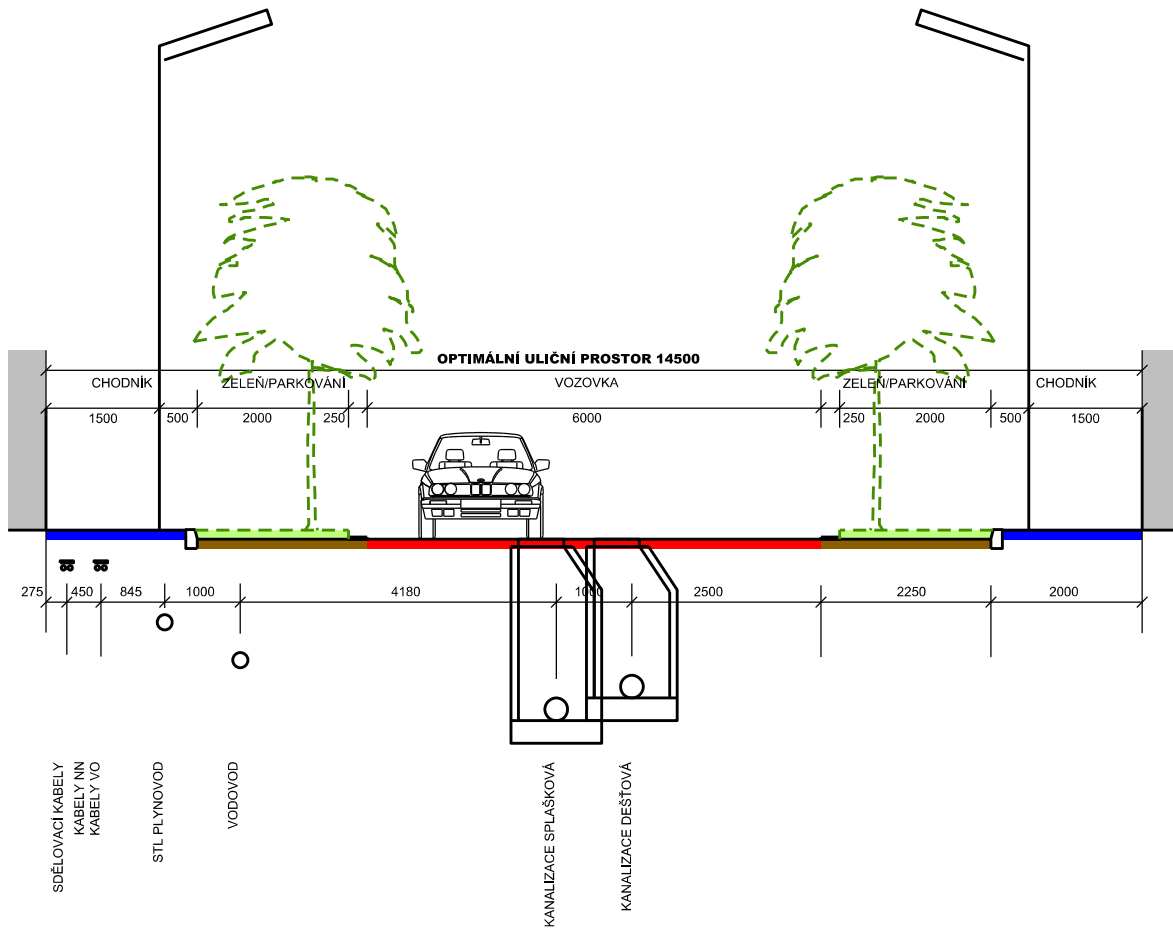 OPTIMÁLNÍ ULIČNÍ PROSTOR 14500
CHODNÍK ZELEŇ/PARKOVÁNÍ VOZOVKA ZELEŇ/PARKOVÁNÍ CHODNÍK
1500 500 2000 250 6000 250 2000 500 1500
275 450 845 1000 4180 1000 2500 2250 2000
SDĚLOVACÍ KABELY
KABELY NN
KABELY VO
STL PLYNOVOD
VODOVOD
KANALIZACE SPLAŠKOVÁ
KANALIZACE DEŠŤOVÁ